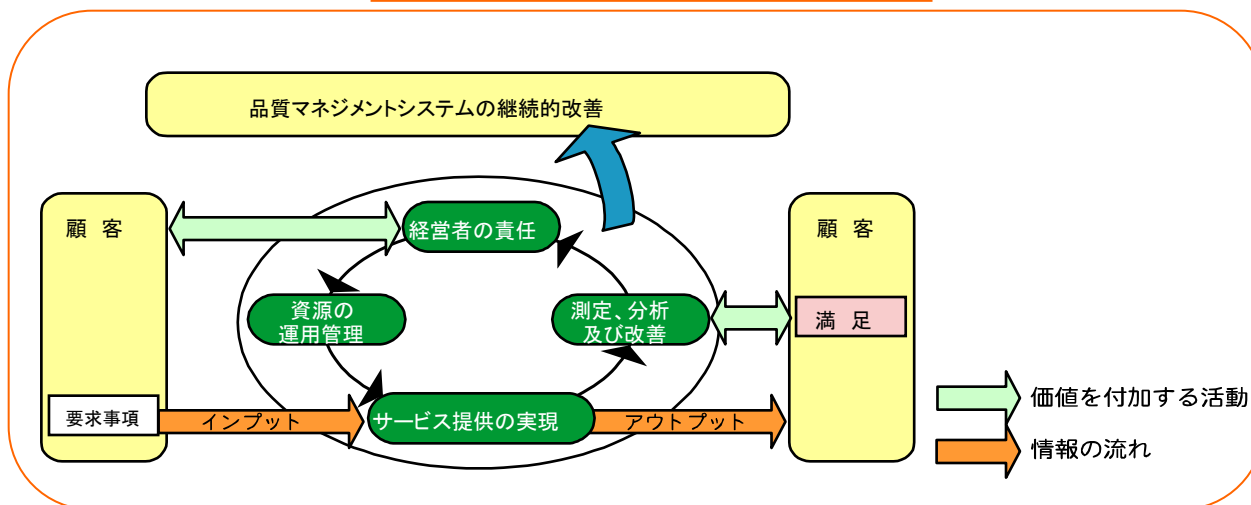 品質マネジメントシステムの継続的改善
顧 客
経営者の責任
顧 客
資源の
運用管理
測定、分析
及び改善
満 足
要求事項
インプット
サービス提供の実現
アウトプット
価値を付加する活動
情報の流れ